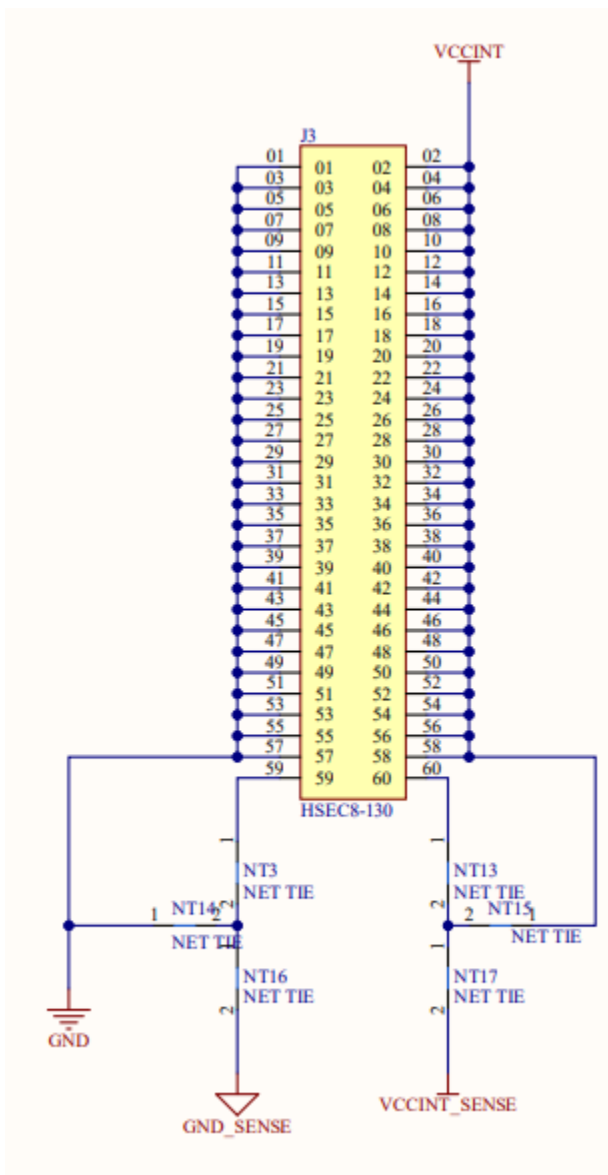 VCCINT
J3
01 01 02 02
03 03 04 04
05 05 06 06
07 07 08 08
09 09 10 10
11 11 12 12
13 13 14 14
15 15 16 16
17 17 18 18
19 19 20 20
21 21 22 22
23 23 24 24
25 25 26 26
27 27 28 28
29 29 30 30
31 31 32 32
33 33 34 34
35 35 36 36
37 37 38 38
39 39 40 40
41 41 42 42
43 43 44 44
45 45 46 46
47 47 48 48
49 49 50 50
51 51 52 52
53 53 54 54
55 55 56 56
57 57 58 58
59 59 60 60
HSEC8-130
1 1
NT3 NT13
NET TIE NET TIE
2 2
1 NT14 2 2 NT15 1
NET TIE NET TIE
1 1
NT16 NT17
NET TIE NET TIE
2 2
GND
VCCINT_SENSE
GND_SENSE